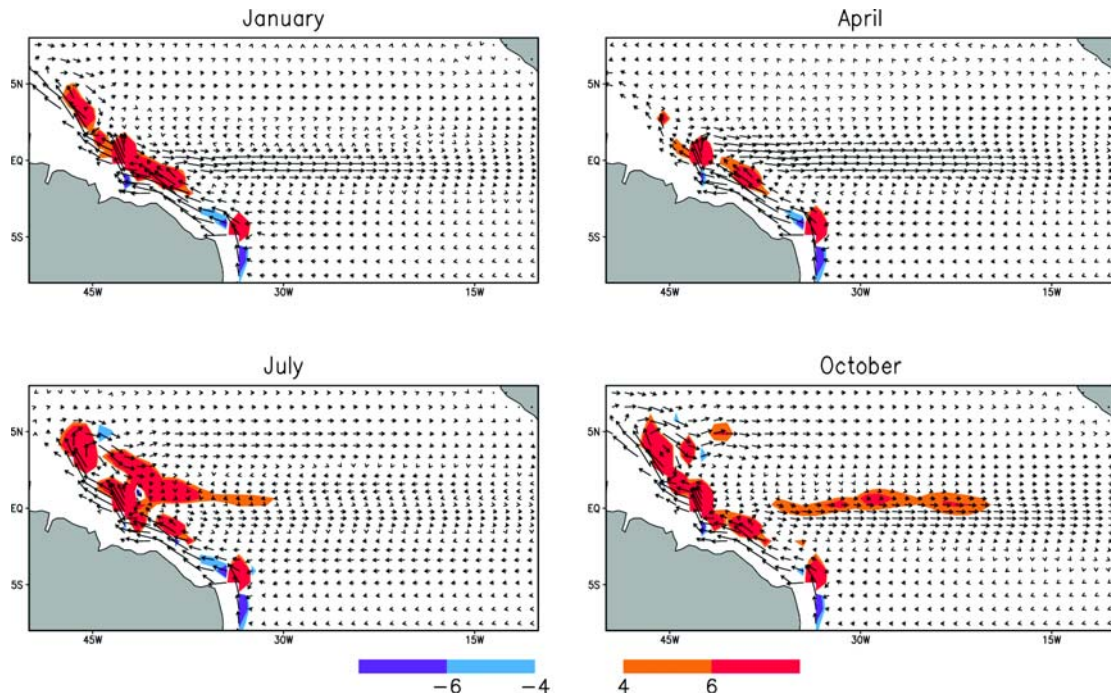 January
April
5N
5N
EQ
EQ
5S
5S
45W
30W
15W
45W
30W
15W
July
October
5N
5N
EQ
EQ
5S
5S
45W
30W
15W
45W
30W
15W
−6
−4
4
6